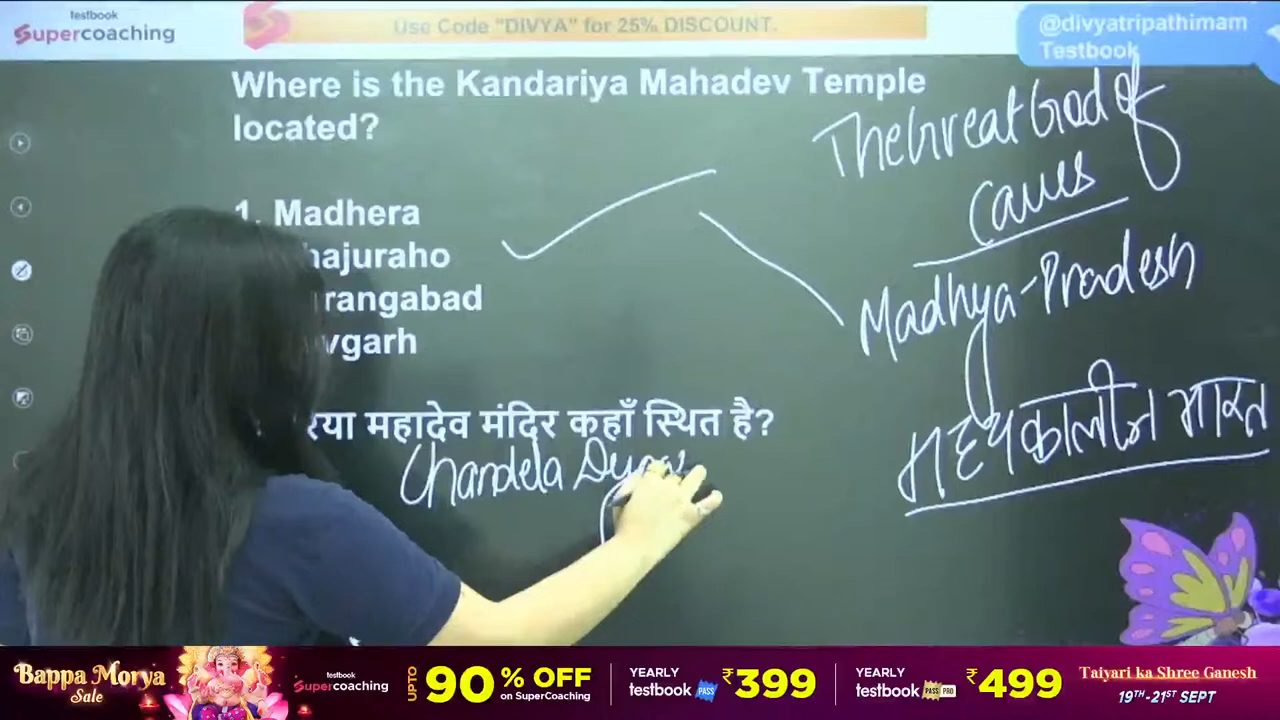 testbook
Supercoaching
Use Code "DIVYA" for 25% DISCOUNT.
@divyatripathimam
Testbook
Where is the Kandariya Mahadev Temple
located?
1. Madhera
ajuraho
rangabad
vgarh
रिया महादेव मंदिर कहाँ स्थित है?
Chandela
The Great God of
Caves
Madhya-Pradesh
मध्यकालीन भारत
Bappa Morya
Sale
testbook
Supercoaching
UPTO 90% OFF
on SuperCoaching
YEARLY
testbook PASS
₹399
YEARLY
testbook PASS PRO
₹499
Taiyari ka Shree Ganesh
19TH-21ST SEPT